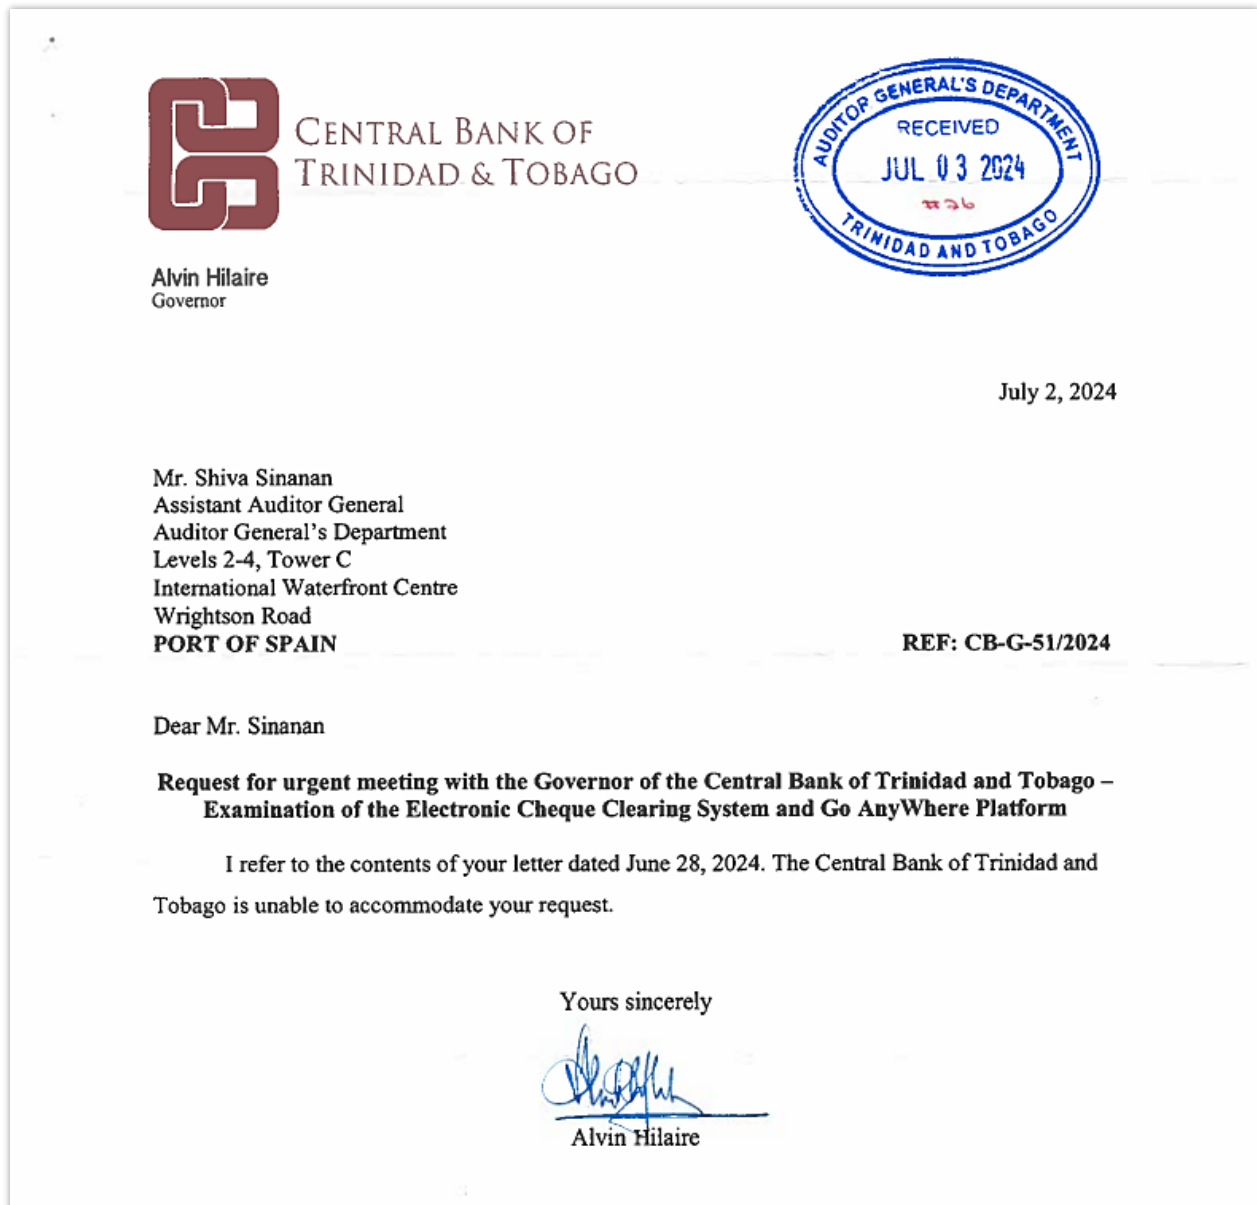 CENTRAL BANK OF
TRINIDAD & TOBAGO
AUDITOR GENERAL'S DEPARTMENT
RECEIVED
JUL 03 2024
#26
TRINIDAD AND TOBAGO
Alvin Hilaire
Governor
July 2, 2024
Mr. Shiva Sinanan
Assistant Auditor General
Auditor General's Department
Levels 2-4, Tower C
International Waterfront Centre
Wrightson Road
PORT OF SPAIN
REF: CB-G-51/2024
Dear Mr. Sinanan
Request for urgent meeting with the Governor of the Central Bank of Trinidad and Tobago –
Examination of the Electronic Cheque Clearing System and Go AnyWhere Platform
I refer to the contents of your letter dated June 28, 2024. The Central Bank of Trinidad and
Tobago is unable to accommodate your request.
Yours sincerely
Alvin Hilaire